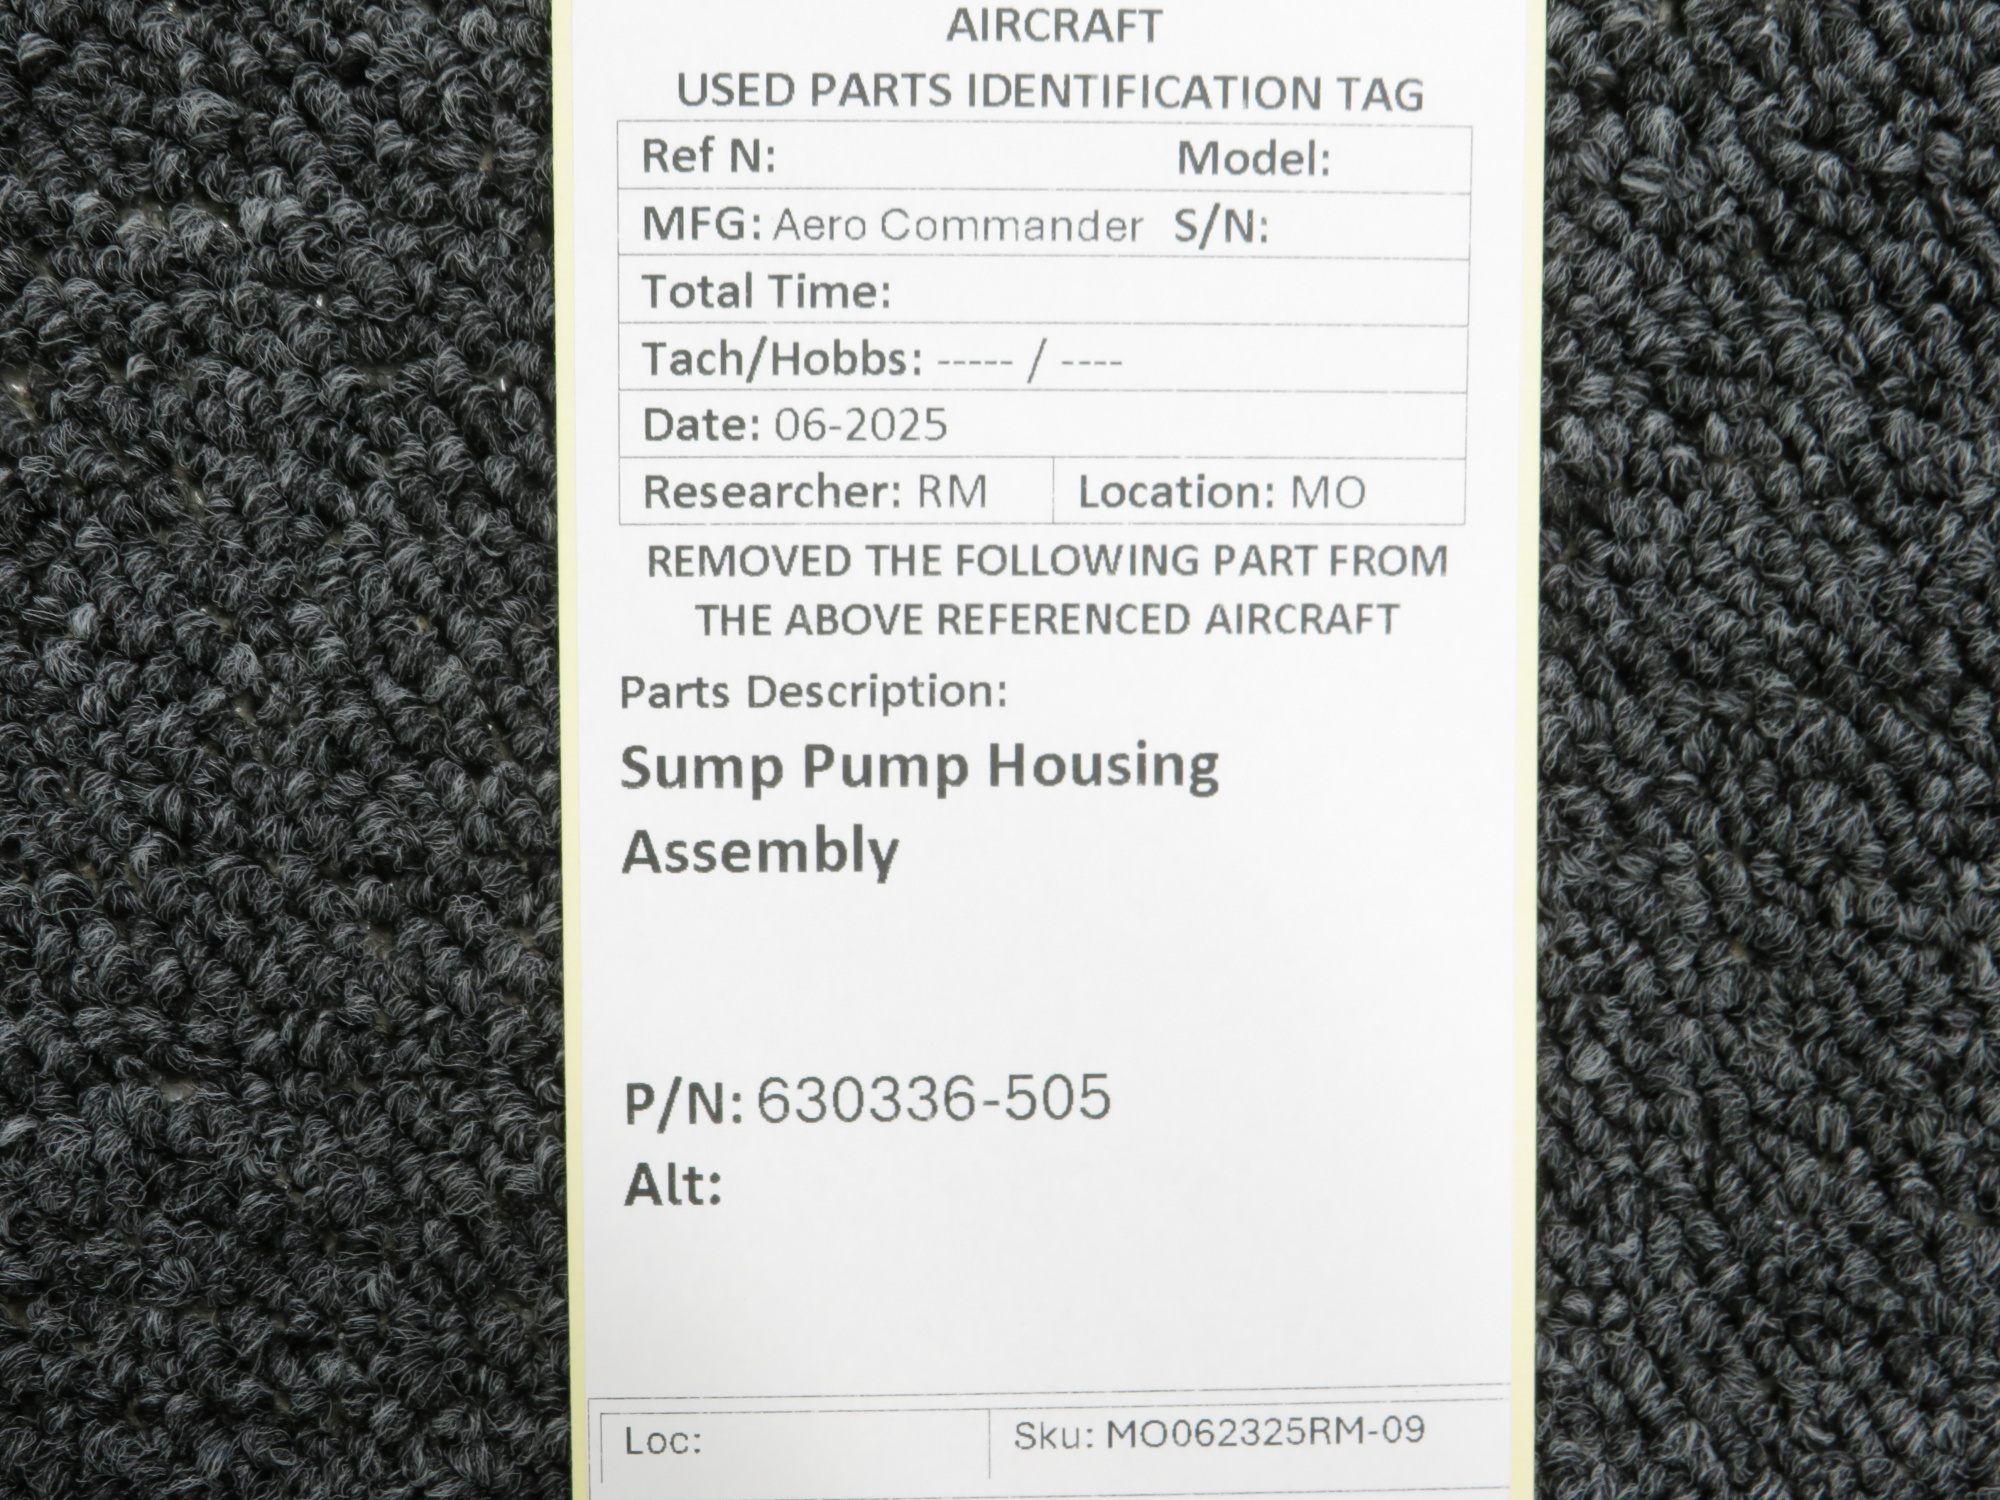 AIRCRAFT
USED PARTS IDENTIFICATION TAG
Ref N: Model:
MFG: Aero Commander S/N:
Total Time:
Tach/Hobbs: ----- / ----
Date: 06-2025
Researcher: RM Location: MO
REMOVED THE FOLLOWING PART FROM
THE ABOVE REFERENCED AIRCRAFT
Parts Description:
Sump Pump Housing
Assembly
P/N: 630336-505
Alt:
Loc: Sku: MO062325RM-09